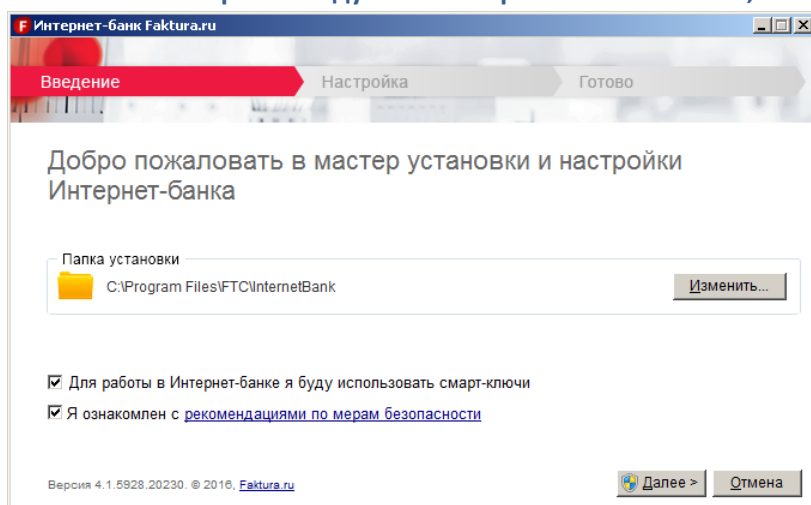 Интернет-банк Faktura.ru
Введение
Настройка
Готово
Добро пожаловать в мастер установки и настройки
Интернет-банка
Папка установки
C:\Program Files\FTC\InternetBank
Изменить...
Для работы в Интернет-банке я буду использовать смарт-ключи
Я ознакомлен с рекомендациями по мерам безопасности
Версия 4.1.5928.20230. © 2016, Faktura.ru
Далее >
Отмена